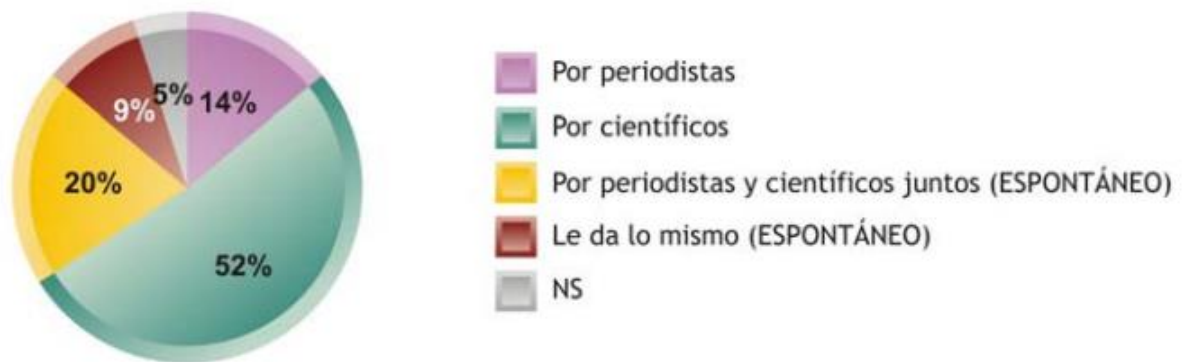 5%
14%
9%
20%
52%
Por periodistas
Por científicos
Por periodistas y científicos juntos (ESPONTÁNEO)
Le da lo mismo (ESPONTÁNEO)
NS